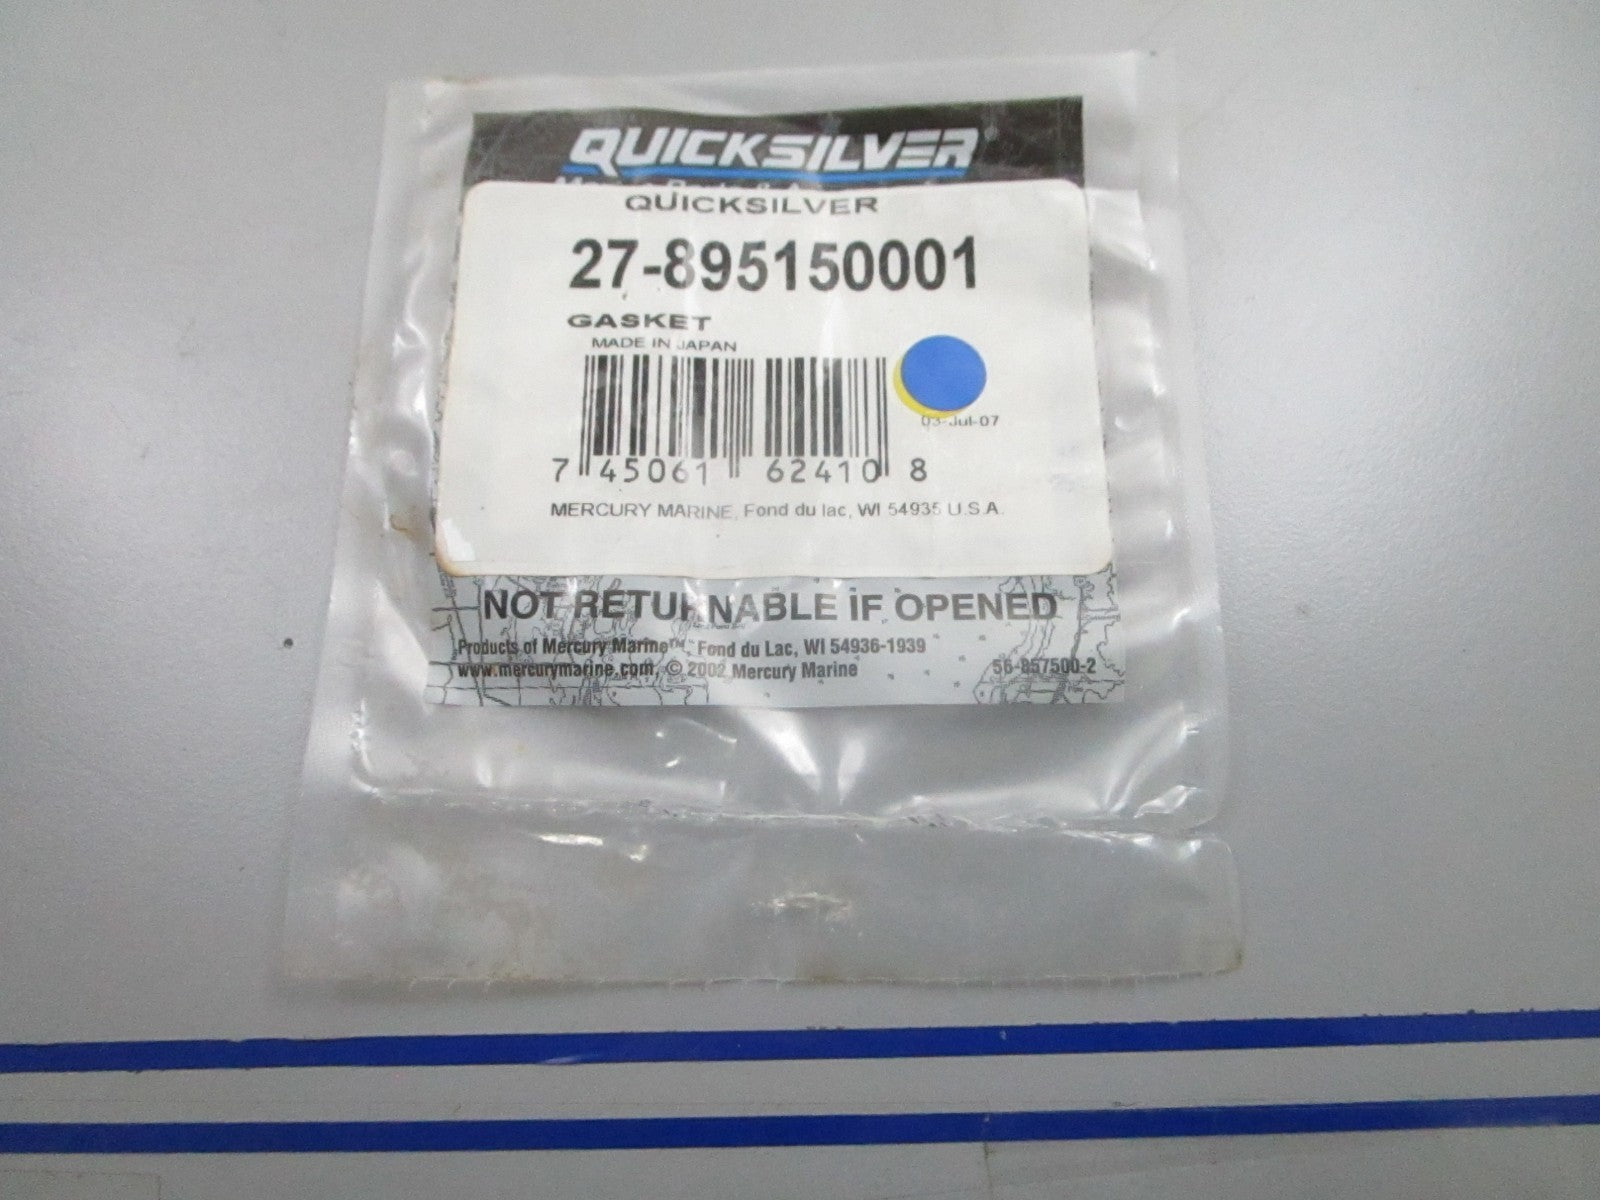 QUICKSILVER
QUICKSILVER
27-895150001
GASKET
MADE IN JAPAN
03-Jul-07
7 45061 62410 8
MERCURY MARINE, Fond du lac, WI 54935 U.S.A.
NOT RETURNABLE IF OPENED
Products of Mercury Marine™, Fond du Lac, WI 54936-1939
www.mercurymarine.com, © 2002 Mercury Marine
56-857500-2